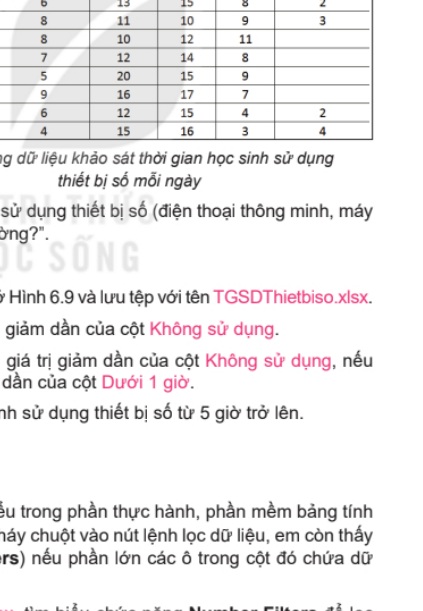 6 13 15 8 2
8 11 10 9 3
8 10 12 11
7 12 14 8
5 20 15 9
9 16 17 7
6 12 15 4 2
4 15 16 3 4
dữ liệu khảo sát thời gian học sinh sử dụng
thiết bị số mỗi ngày
sử dụng thiết bị số (điện thoại thông minh, máy
TRI THỨC
SỐNG
Hình 6.9 và lưu tệp với tên TGSDThietbiso.xlsx.
giảm dần của cột Không sử dụng.
giá trị giảm dần của cột Không sử dụng, nếu
dần của cột Dưới 1 giờ.
sử dụng thiết bị số từ 5 giờ trở lên.
trong phần thực hành, phần mềm bảng tính
chuột vào nút lệnh lọc dữ liệu, em còn thấy
nếu phần lớn các ô trong cột đó chứa dữ